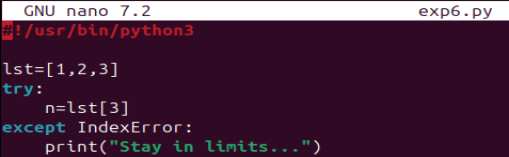 GNU nano 7.2 exp6.py
#!/usr/bin/python3
lst=[1,2,3]
try:
    n=lst[3]
except IndexError:
    print("Stay in limits...")